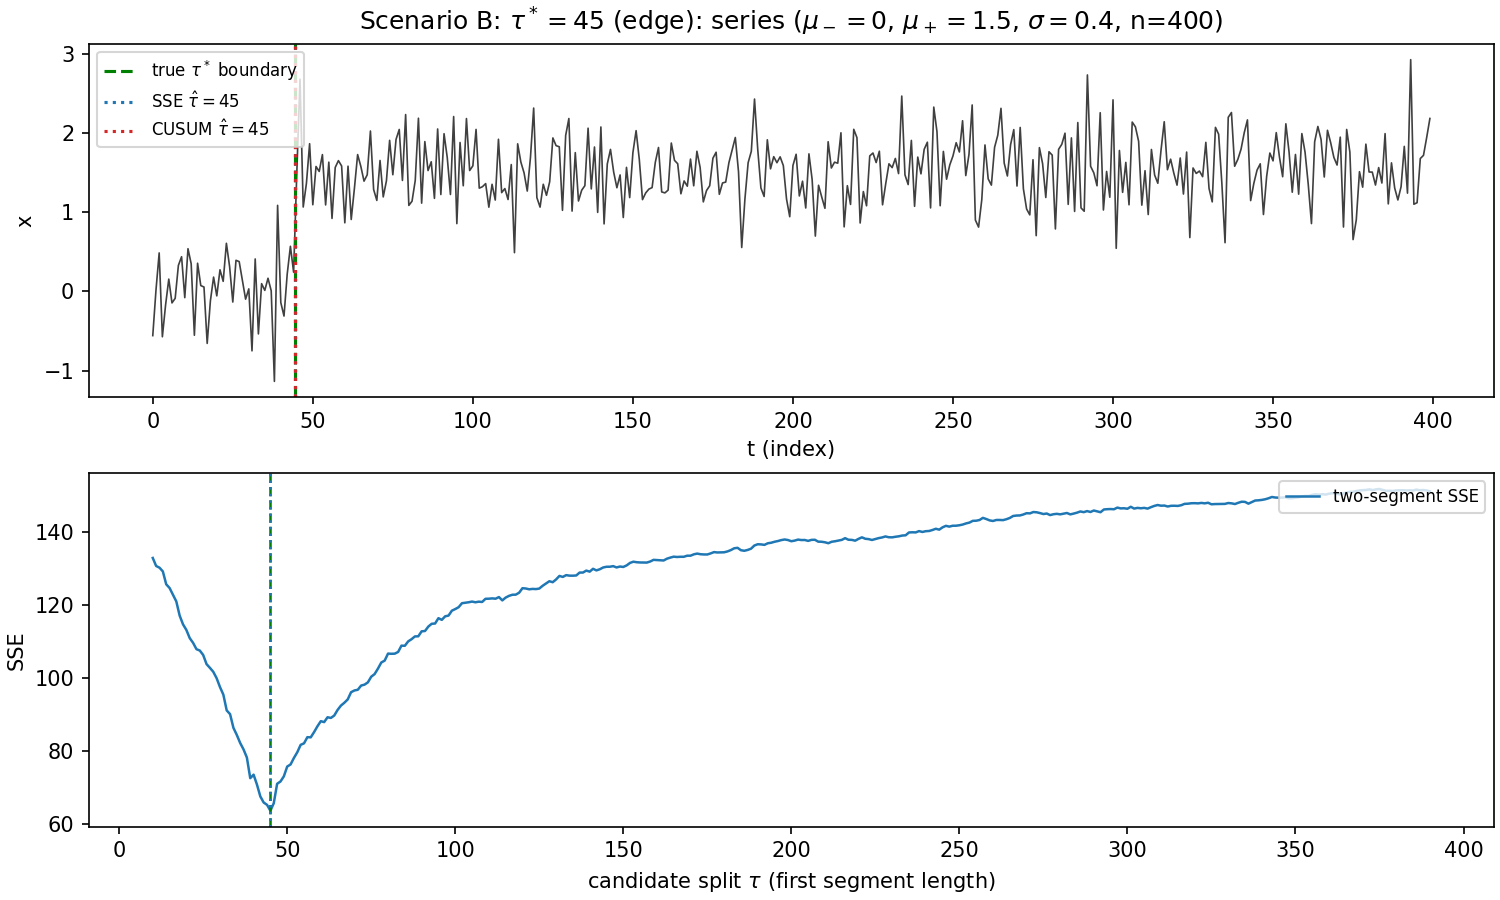 Scenario B: τ* = 45 (edge): series (μ₋ = 0, μ₊ = 1.5, σ = 0.4, n=400)
true τ* boundary
SSE τ̂ = 45
CUSUM τ̂ = 45
3
2
1
0
−1
x
0 50 100 150 200 250 300 350 400
t (index)
two-segment SSE
140
120
100
80
60
SSE
0 50 100 150 200 250 300 350 400
candidate split τ (first segment length)